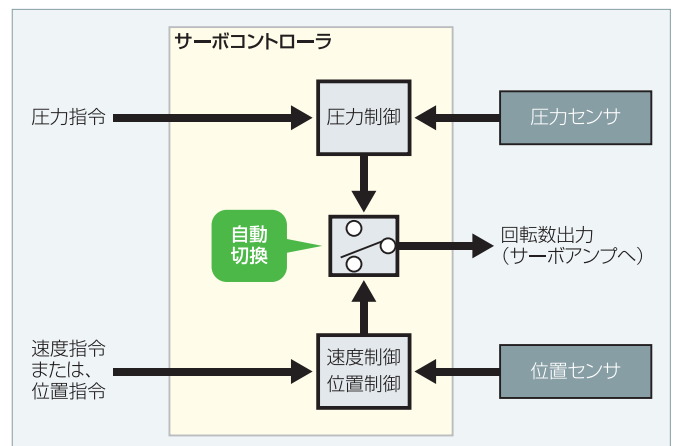 サーボコントローラ
圧力指令
圧力制御
圧力センサ
自動
切換
回転数出力
（サーボアンプへ）
速度指令
または、
位置指令
速度制御
位置制御
位置センサ